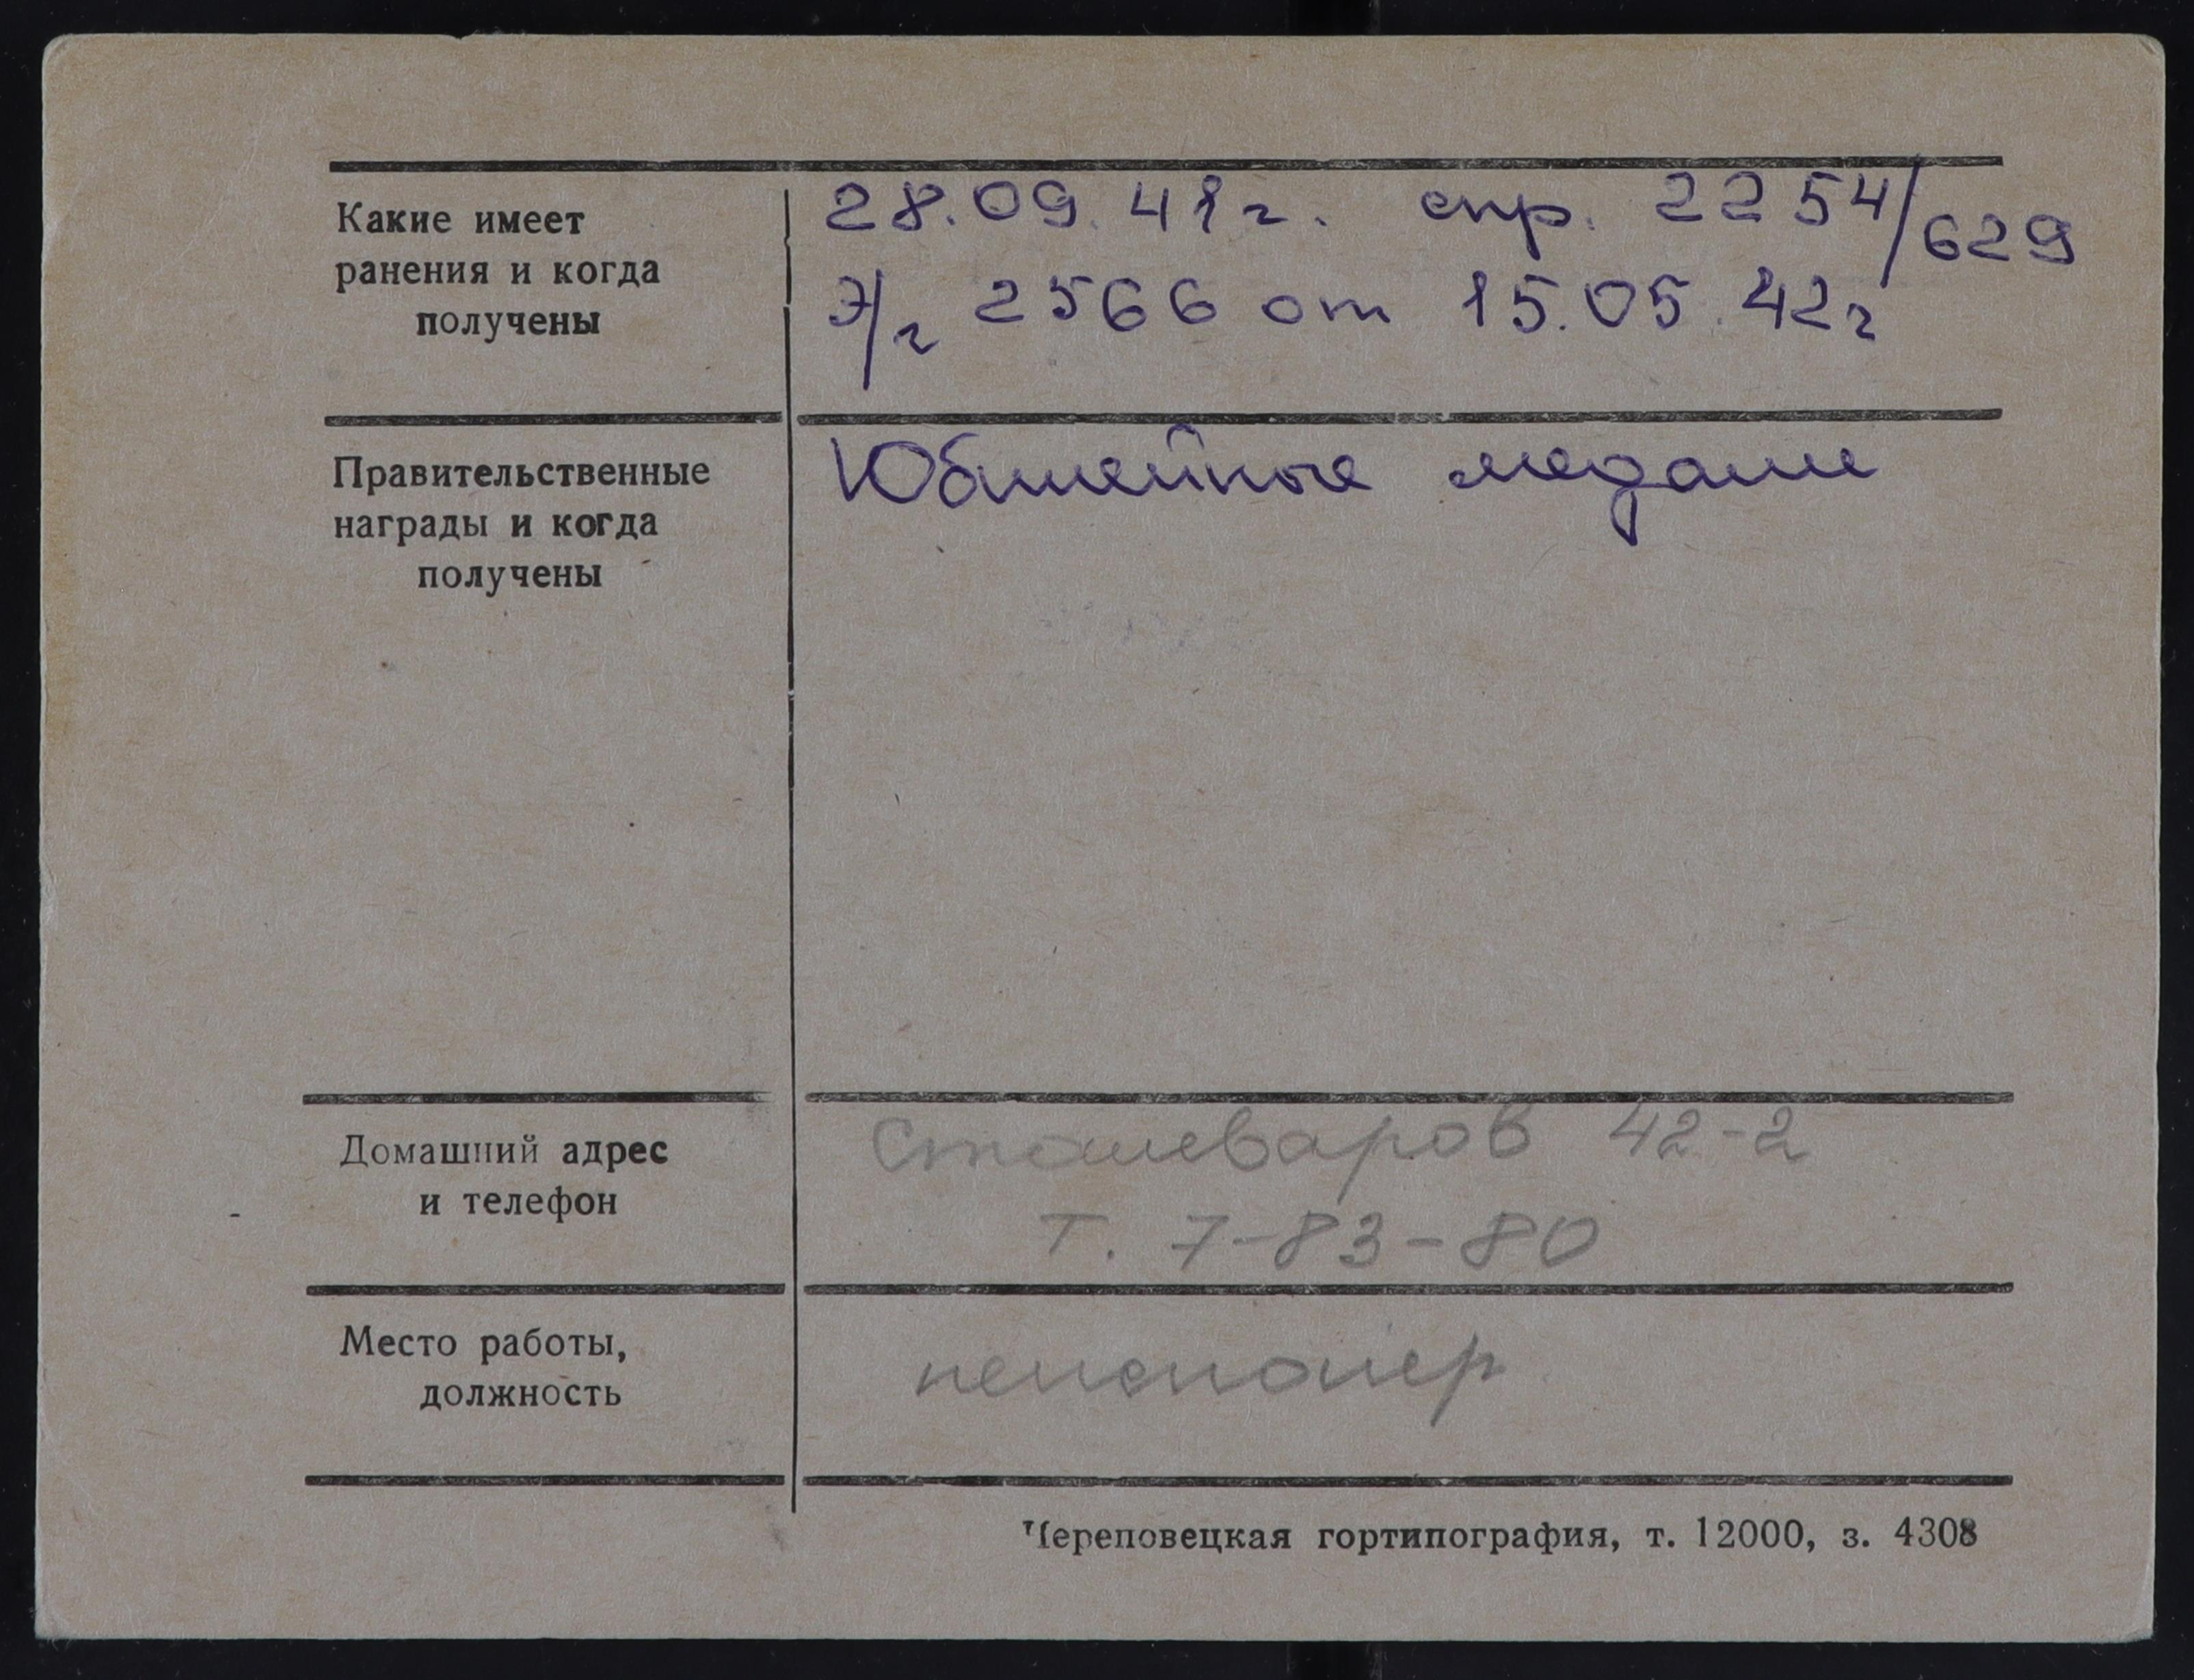 Какие имеет
ранения и когда
получены
28.09.41г. спр. 2254/629
Э/г 2566 от 15.05.42г
Правительственные
награды и когда
получены
Юбилейные медали
Домашний адрес
и телефон
Сталеваров 42-2
Т. 7-83-80
Место работы,
должность
пенсионер
Череповецкая гортипография, т. 12000, з. 4308